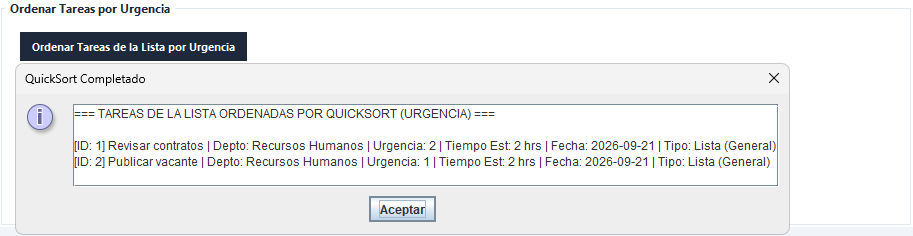 Ordenar Tareas por Urgencia
Ordenar Tareas de la Lista por Urgencia
QuickSort Completado
=== TAREAS DE LA LISTA ORDENADAS POR QUICKSORT (URGENCIA) ===
[ID: 1] Revisar contratos | Depto: Recursos Humanos | Urgencia: 2 | Tiempo Est: 2 hrs | Fecha: 2026-09-21 | Tipo: Lista (General)
[ID: 2] Publicar vacante | Depto: Recursos Humanos | Urgencia: 1 | Tiempo Est: 2 hrs | Fecha: 2026-09-21 | Tipo: Lista (General)
Aceptar